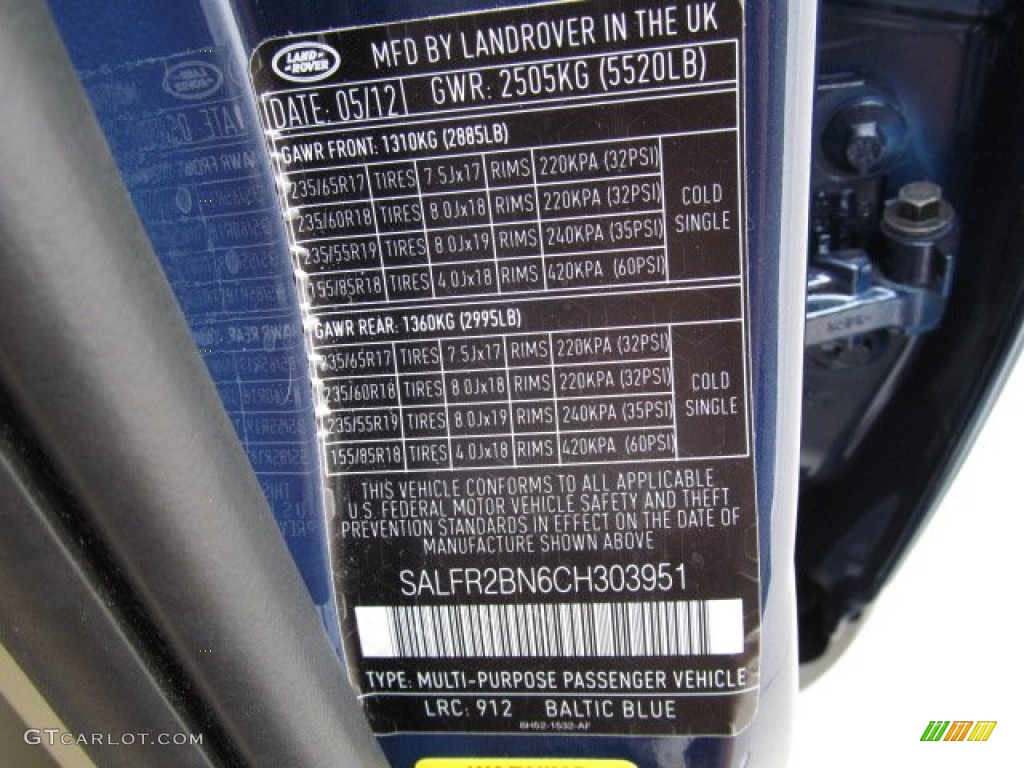 LAND ROVER
MFD BY LANDROVER IN THE UK
DATE: 05/12 GWR: 2505KG (5520LB)
GAWR FRONT: 1310KG (2885LB)
235/65R17 TIRES 7.5Jx17 RIMS 220KPA (32PSI)
235/60R18 TIRES 8.0Jx18 RIMS 220KPA (32PSI)
235/55R19 TIRES 8.0Jx19 RIMS 240KPA (35PSI)
155/85R18 TIRES 4.0Jx18 RIMS 420KPA (60PSI)
COLD
SINGLE
GAWR REAR: 1360KG (2995LB)
235/65R17 TIRES 7.5Jx17 RIMS 220KPA (32PSI)
235/60R18 TIRES 8.0Jx18 RIMS 220KPA (32PSI)
235/55R19 TIRES 8.0Jx19 RIMS 240KPA (35PSI)
155/85R18 TIRES 4.0Jx18 RIMS 420KPA (60PSI)
COLD
SINGLE
THIS VEHICLE CONFORMS TO ALL APPLICABLE
U.S. FEDERAL MOTOR VEHICLE SAFETY AND THEFT
PREVENTION STANDARDS IN EFFECT ON THE DATE OF
MANUFACTURE SHOWN ABOVE
SALFR2BN6CH303951
TYPE: MULTI-PURPOSE PASSENGER VEHICLE
LRC: 912 BALTIC BLUE
6H52-1532-AF
GTCarLot.com